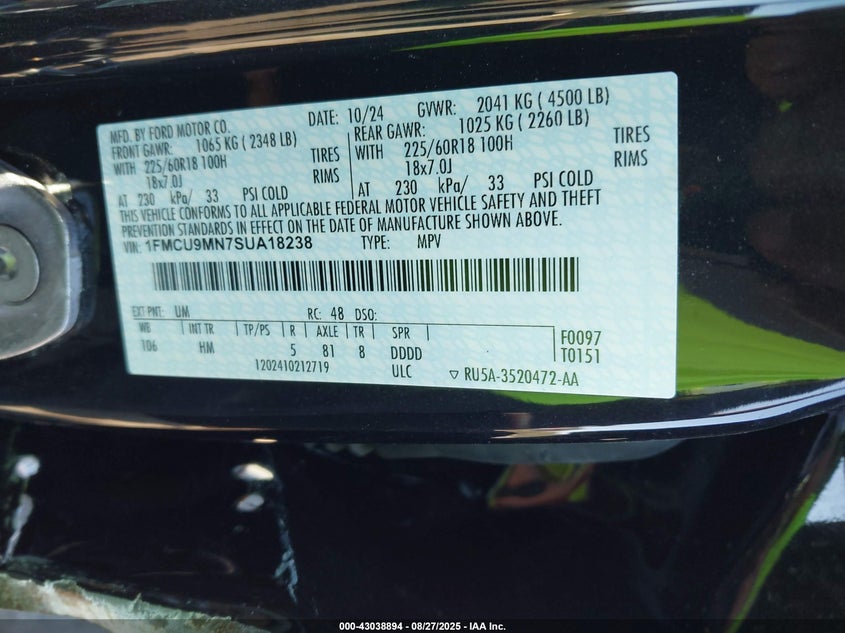 MFD. BY FORD MOTOR CO. DATE: 10/24 GVWR: 2041 KG ( 4500 LB)
FRONT GAWR: 1065 KG ( 2348 LB) REAR GAWR: 1025 KG ( 2260 LB)
WITH 225/60R18 100H TIRES WITH 225/60R18 100H TIRES
18x7.0J RIMS 18x7.0J RIMS
AT 230 kPa/ 33 PSI COLD AT 230 kPa/ 33 PSI COLD
THIS VEHICLE CONFORMS TO ALL APPLICABLE FEDERAL MOTOR VEHICLE SAFETY AND THEFT
PREVENTION STANDARDS IN EFFECT ON THE DATE OF MANUFACTURE SHOWN ABOVE.
VIN: 1FMCU9MN7SUA18238 TYPE: MPV
EXT PNT: UM RC: 48 DSO:
WB INT TR TP/PS R AXLE TR SPR F0097
106 HM 5 81 8 DDDD T0151
1202410212719 ULC ▽ RU5A-3520472-AA
000-43038894 - 08/27/2025 - IAA Inc.